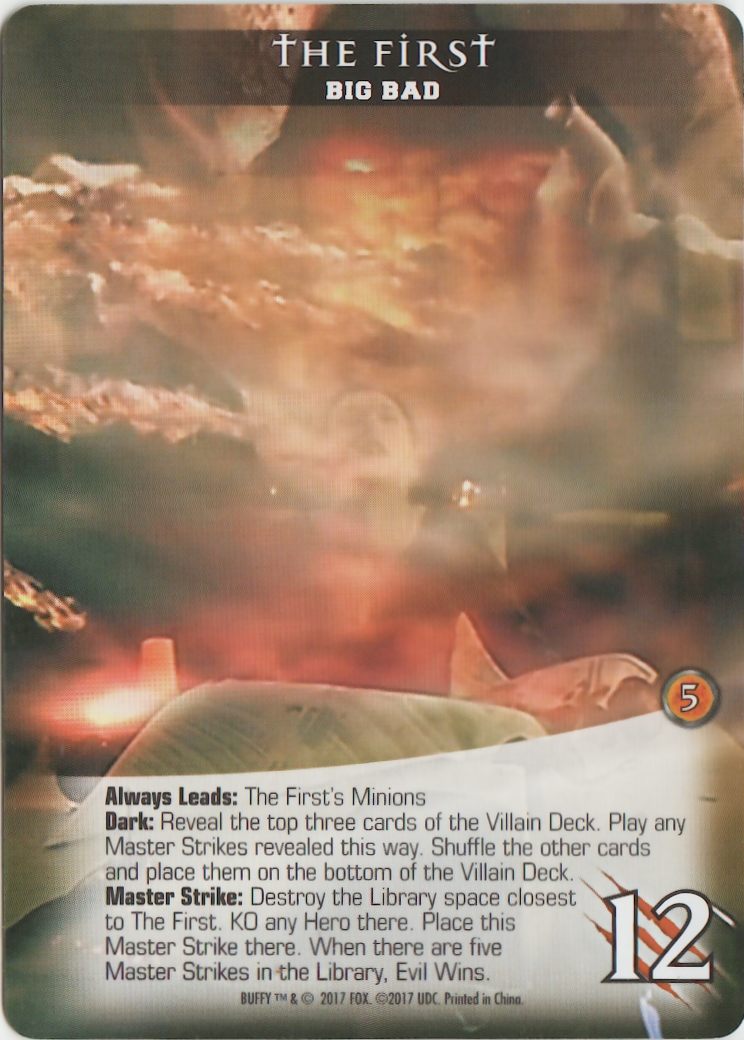 THE FIRST
BIG BAD
5
Always Leads: The First's Minions
Dark: Reveal the top three cards of the Villain Deck. Play any
Master Strikes revealed this way. Shuffle the other cards
and place them on the bottom of the Villain Deck.
Master Strike: Destroy the Library space closest
to The First. KO any Hero there. Place this
Master Strike there. When there are five
Master Strikes in the Library, Evil Wins.
12
BUFFY ™ & © 2017 FOX. ©2017 UDC. Printed in China.